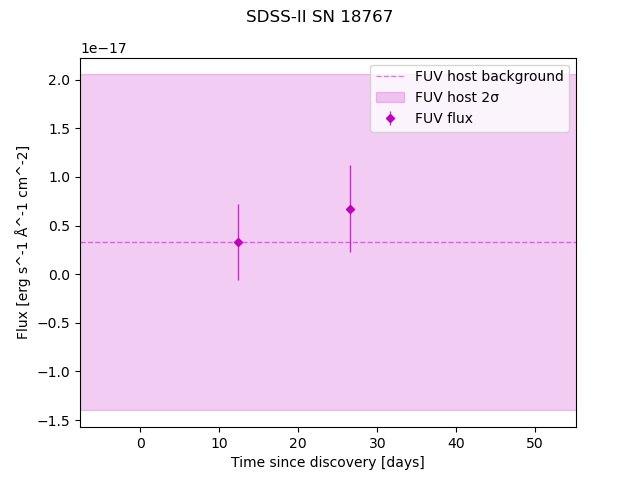 SDSS-II SN 18767
1e−17
FUV host background
FUV host 2σ
FUV flux
2.0
1.5
1.0
0.5
0.0
−0.5
−1.0
−1.5
Flux [erg s^-1 Å^-1 cm^-2]
0 10 20 30 40 50
Time since discovery [days]